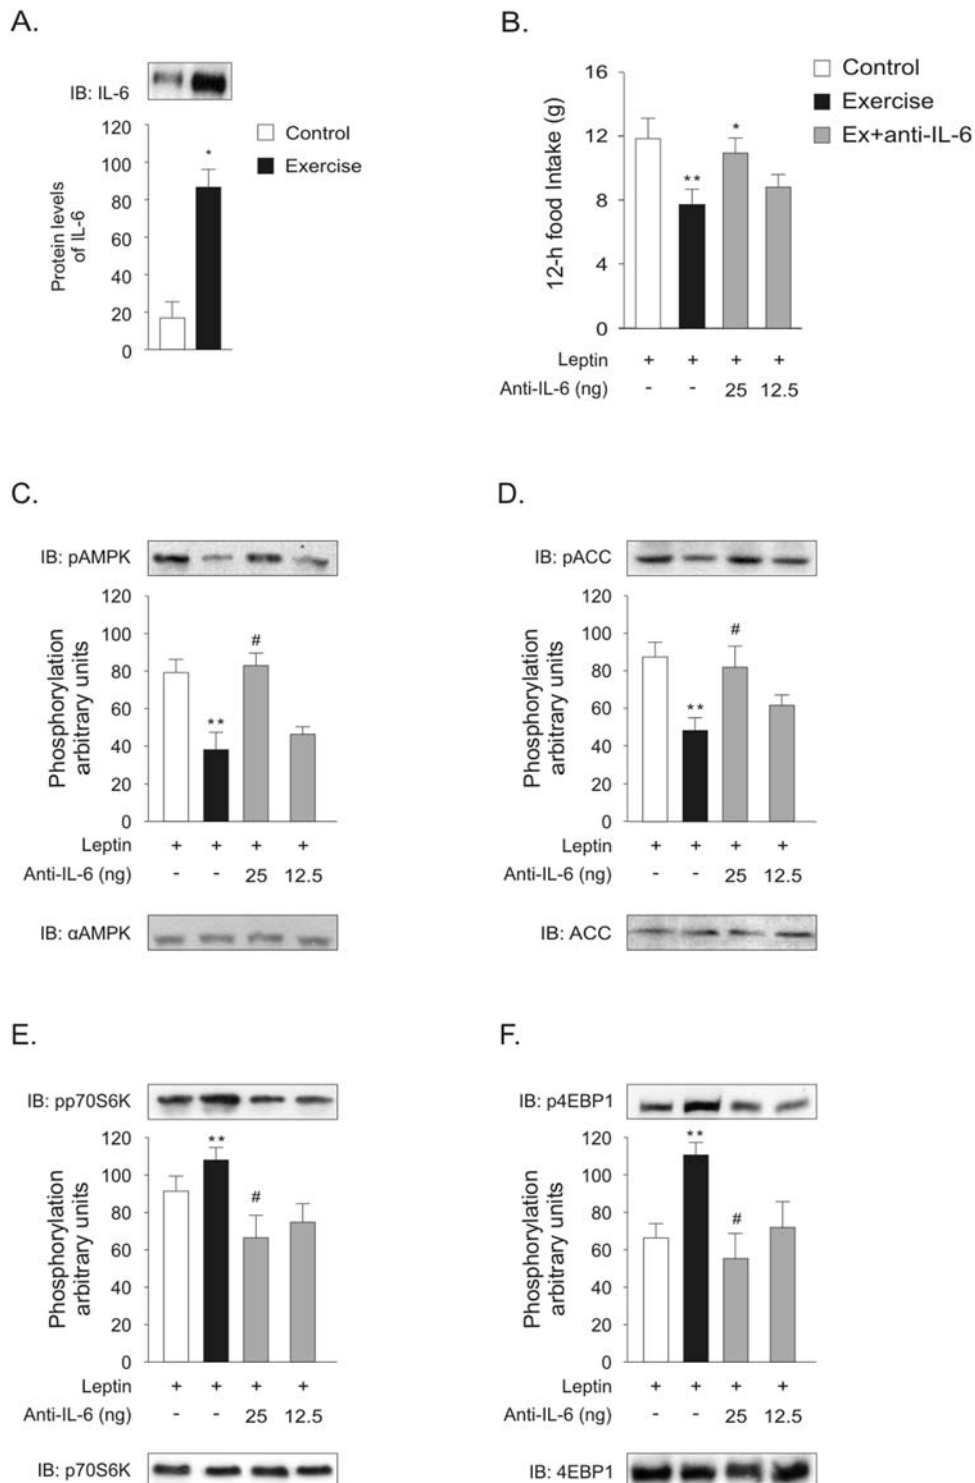 A.
IB: IL-6
120
100
80
60
40
20
0
Protein levels
of IL-6
*
Control
Exercise
B.
16
12
8
4
0
12-h food Intake (g)
**
*
Control
Exercise
Ex+anti-IL-6
Leptin + + + +
Anti-IL-6 (ng) - - 25 12.5
C.
IB: pAMPK
120
100
80
60
40
20
0
Phosphorylation
arbitrary units
**
#
Leptin + + + +
Anti-IL-6 (ng) - - 25 12.5
IB: αAMPK
D.
IB: pACC
120
100
80
60
40
20
0
Phosphorylation
arbitrary units
**
#
Leptin + + + +
Anti-IL-6 (ng) - - 25 12.5
IB: ACC
E.
IB: pp70S6K
120
100
80
60
40
20
0
Phosphorylation
arbitrary units
**
#
Leptin + + + +
Anti-IL-6 (ng) - - 25 12.5
IB: p70S6K
F.
IB: p4EBP1
120
100
80
60
40
20
0
Phosphorylation
arbitrary units
**
#
Leptin + + + +
Anti-IL-6 (ng) - - 25 12.5
IB: 4EBP1